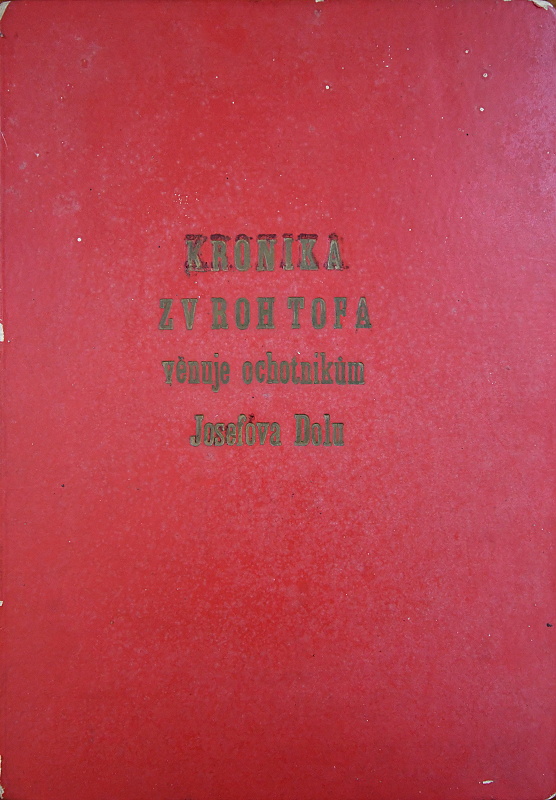 KRONIKA
ZV ROH TOFA
věnuje ochotníkům
Josefova Dolu